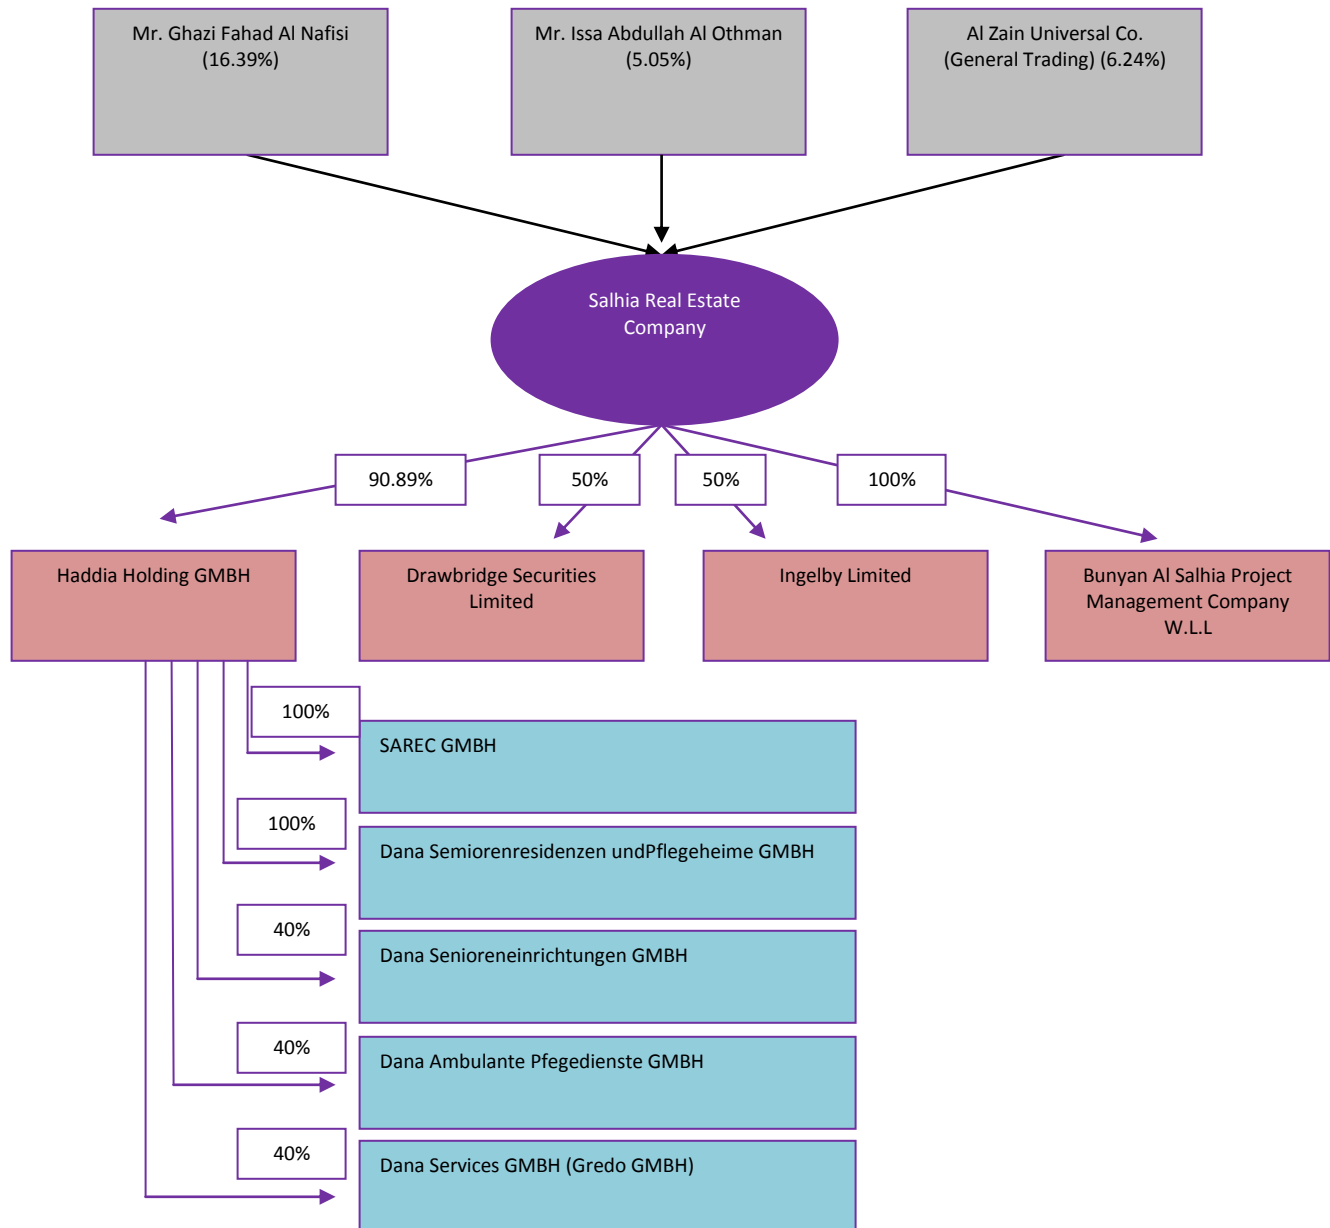 Mr. Ghazi Fahad Al Nafisi
(16.39%)
Mr. Issa Abdullah Al Othman
(5.05%)
Al Zain Universal Co.
(General Trading) (6.24%)
Salhia Real Estate
Company
90.89%
50%
50%
100%
Haddia Holding GMBH
Drawbridge Securities
Limited
Ingelby Limited
Bunyan Al Salhia Project
Management Company
W.L.L
100%
SAREC GMBH
100%
Dana Semiorenresidenzen undPflegeheime GMBH
40%
Dana Senioreneinrichtungen GMBH
40%
Dana Ambulante Pfegedienste GMBH
40%
Dana Services GMBH (Gredo GMBH)